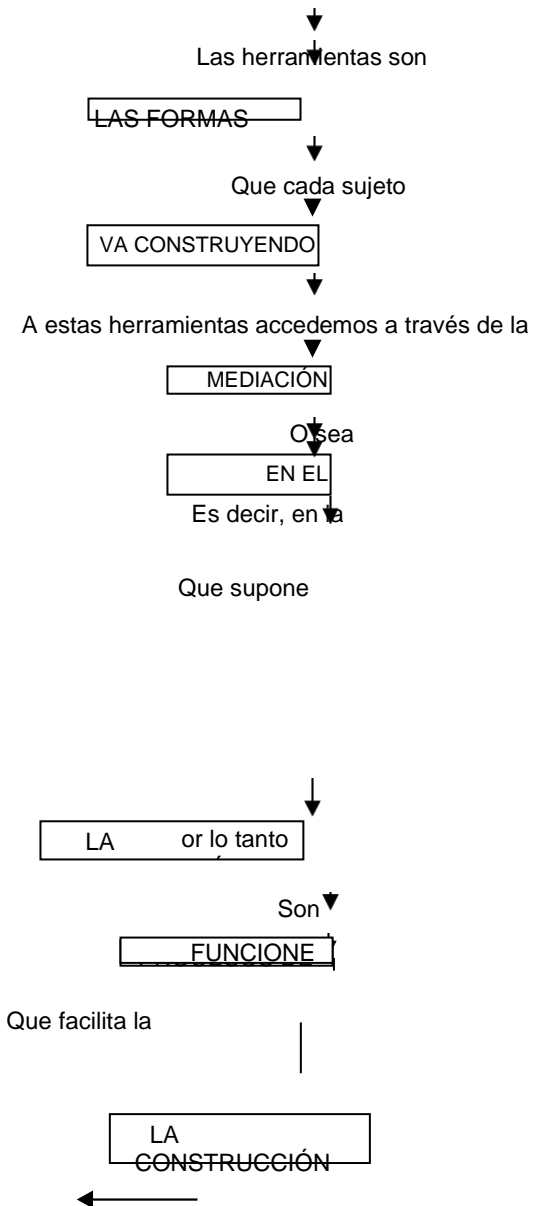 Las herramientas son
LAS FORMAS
Que cada sujeto
VA CONSTRUYENDO
A estas herramientas accedemos a través de la
MEDIACIÓN
O sea
EN EL
Es decir, en la
Que supone
LA or lo tanto
Son
FUNCIONE
Que facilita la
LA
CONSTRUCCIÓN